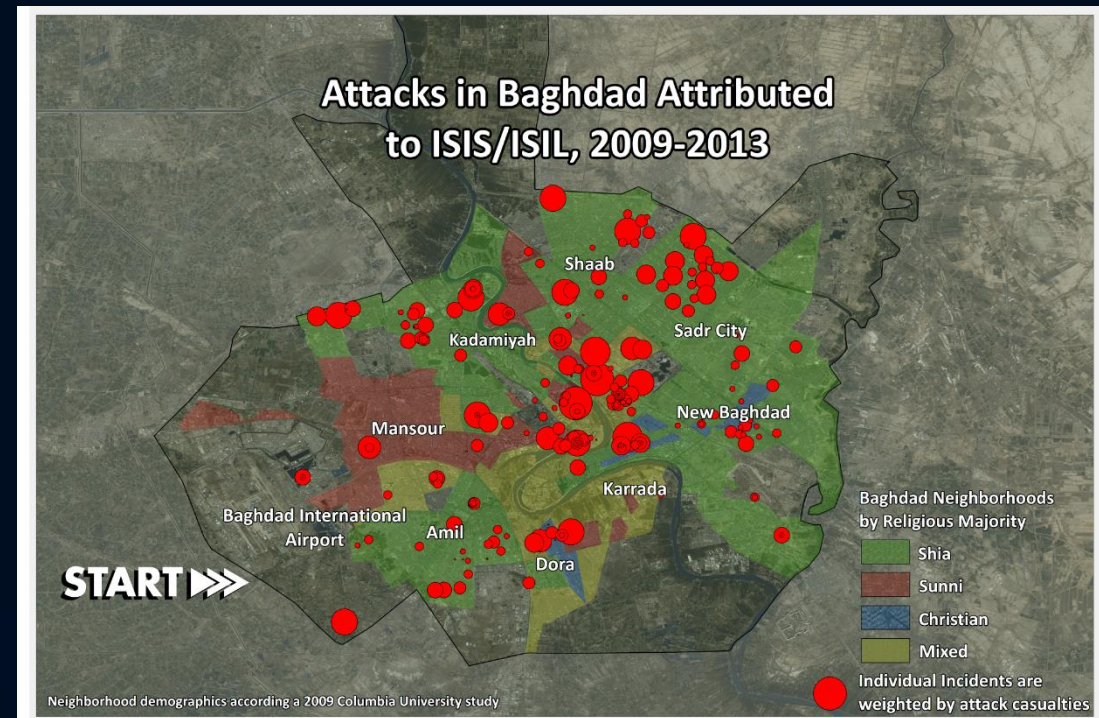 Attacks in Baghdad Attributed
to ISIS/ISIL, 2009-2013
Shaab
Sadr City
Kadamiyah
New Baghdad
Mansour
Karrada
Baghdad International
Airport
Amil
Dora
START
Baghdad Neighborhoods
by Religious Majority
Shia
Sunni
Christian
Mixed
Individual Incidents are
weighted by attack casualties
Neighborhood demographics according a 2009 Columbia University study